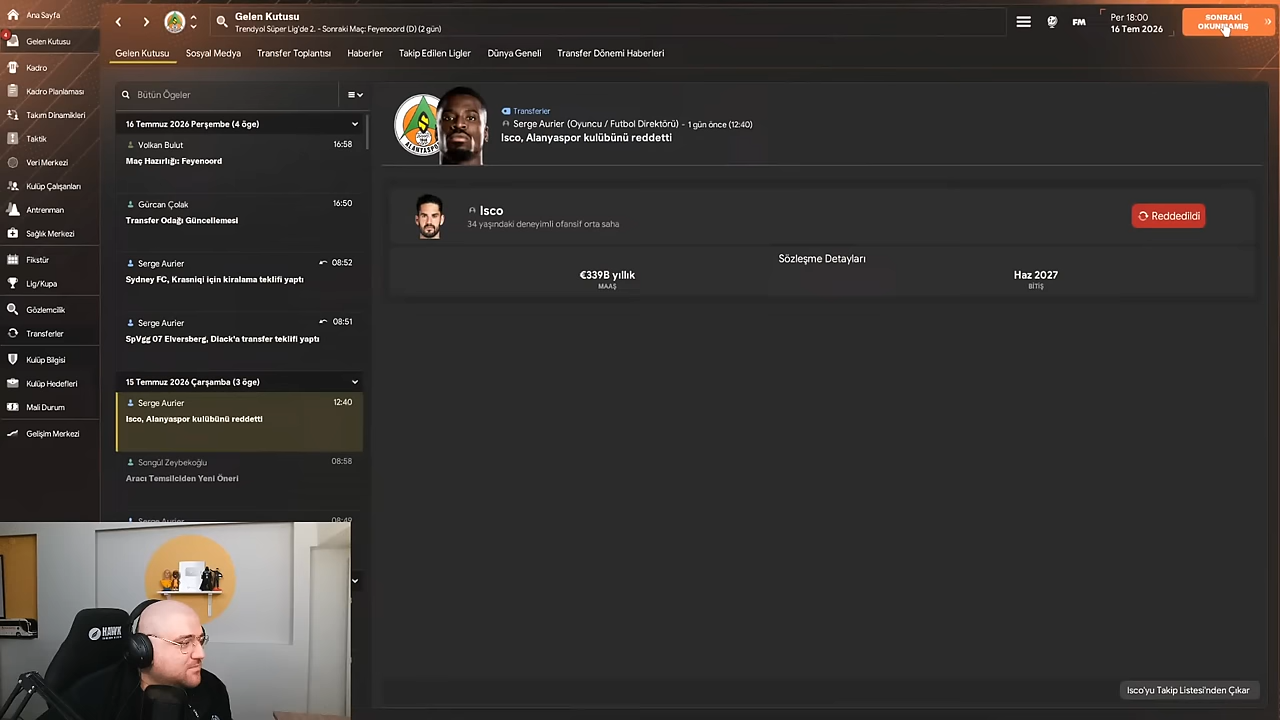 Ana Sayfa
4
Gelen Kutusu
Kadro
Kadro Planlaması
Takım Dinamikleri
Taktik
Veri Merkezi
Kulüp Çalışanları
Antrenman
Sağlık Merkezi
Fikstür
Lig/Kupa
Gözlemcilik
Transferler
Kulüp Bilgisi
Kulüp Hedefleri
Mali Durum
Gelişim Merkezi
Gelen Kutusu
Trendyol Süper Lig'de 2. - Sonraki Maç: Feyenoord (D) (2 gün)
FM
Per 18:00
16 Tem 2026
SONRAKİ
OKUNMAMIŞ
Gelen Kutusu
Sosyal Medya
Transfer Toplantısı
Haberler
Takip Edilen Ligler
Dünya Geneli
Transfer Dönemi Haberleri
Bütün Ögeler
16 Temmuz 2026 Perşembe (4 öge)
Volkan Bulut 16:58
Maç Hazırlığı: Feyenoord
Gürcan Çolak 16:50
Transfer Odağı Güncellemesi
Serge Aurier 08:52
Sydney FC, Krasniqi için kiralama teklifi yaptı
Serge Aurier 08:51
SpVgg 07 Elversberg, Diack'a transfer teklifi yaptı
15 Temmuz 2026 Çarşamba (3 öge)
Serge Aurier 12:40
Isco, Alanyaspor kulübünü reddetti
Songül Zeybekoğlu 08:58
Aracı Temsilciden Yeni Öneri
Serge Aurier 08:49
Transferler
Serge Aurier (Oyuncu / Futbol Direktörü) - 1 gün önce (12:40)
Isco, Alanyaspor kulübünü reddetti
Isco
34 yaşındaki deneyimli ofansif orta saha
Reddedildi
Sözleşme Detayları
€339B yıllık
MAAŞ
Haz 2027
BİTİŞ
Isco'yu Takip Listesi'nden Çıkar
HAWK